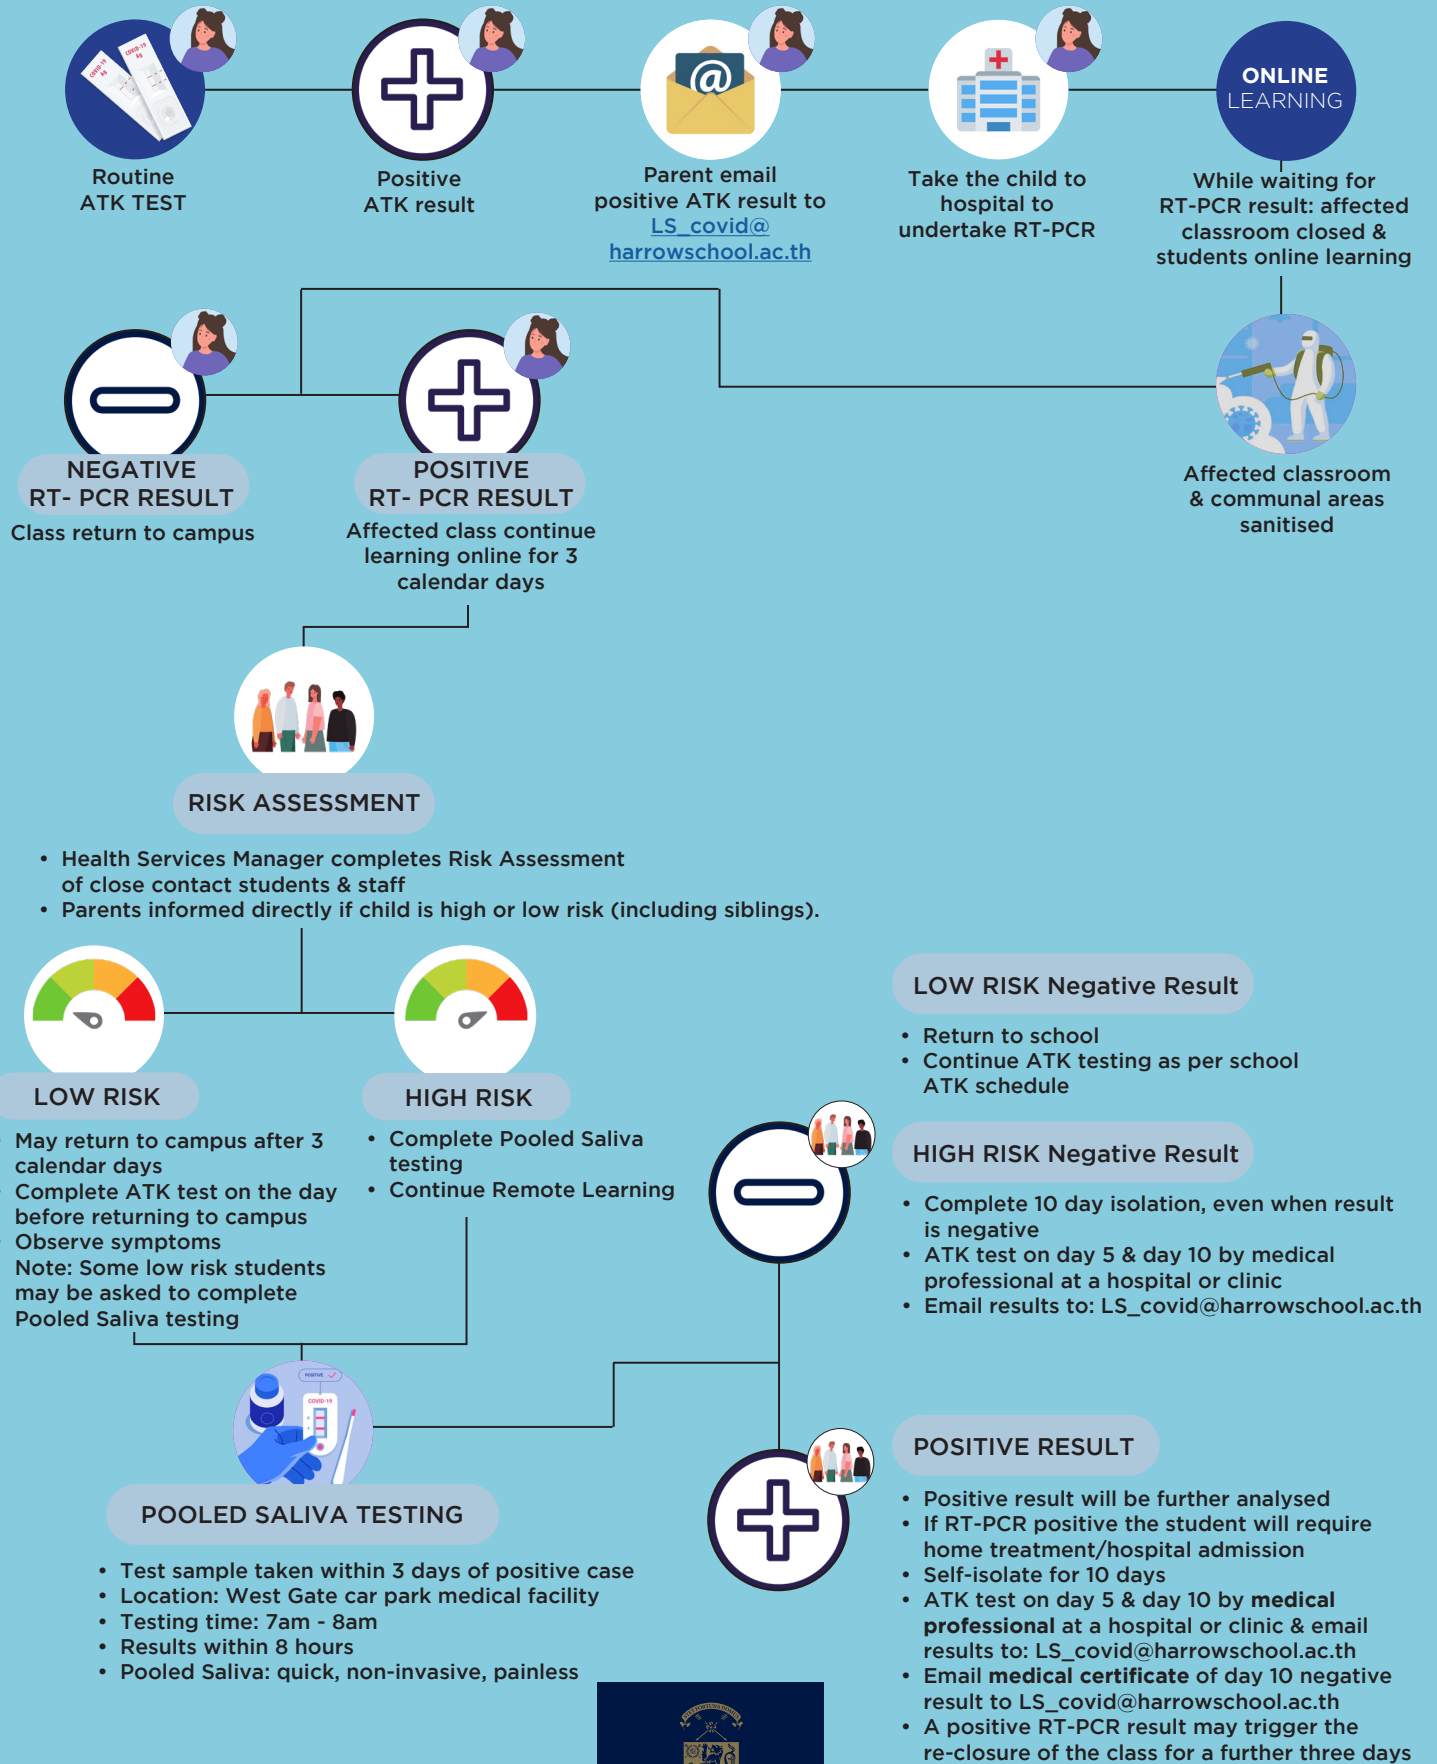 Routine
ATK TEST
Positive
ATK result
Parent email
positive ATK result to
LS_covid@
harrowschool.ac.th
Take the child to
hospital to
undertake RT-PCR
ONLINE
LEARNING
While waiting for
RT-PCR result: affected
classroom closed &
students online learning
COVID-19
Ag
COVID-19
Ag
NEGATIVE
RT- PCR RESULT
Class return to campus
POSITIVE
RT- PCR RESULT
Affected class continue
learning online for 3
calendar days
Affected classroom
& communal areas
sanitised
RISK ASSESSMENT
• Health Services Manager completes Risk Assessment
of close contact students & staff
• Parents informed directly if child is high or low risk (including siblings).
LOW RISK
• May return to campus after 3
calendar days
• Complete ATK test on the day
before returning to campus
• Observe symptoms
Note: Some low risk students
may be asked to complete
Pooled Saliva testing
HIGH RISK
• Complete Pooled Saliva
testing
• Continue Remote Learning
POSITIVE
COVID-19
POOLED SALIVA TESTING
• Test sample taken within 3 days of positive case
• Location: West Gate car park medical facility
• Testing time: 7am - 8am
• Results within 8 hours
• Pooled Saliva: quick, non-invasive, painless
LOW RISK Negative Result
• Return to school
• Continue ATK testing as per school
ATK schedule
HIGH RISK Negative Result
• Complete 10 day isolation, even when result
is negative
• ATK test on day 5 & day 10 by medical
professional at a hospital or clinic
• Email results to: LS_covid@harrowschool.ac.th
POSITIVE RESULT
• Positive result will be further analysed
• If RT-PCR positive the student will require
home treatment/hospital admission
• Self-isolate for 10 days
• ATK test on day 5 & day 10 by medical
professional at a hospital or clinic & email
results to: LS_covid@harrowschool.ac.th
• Email medical certificate of day 10 negative
result to LS_covid@harrowschool.ac.th
• A positive RT-PCR result may trigger the
re-closure of the class for a further three days